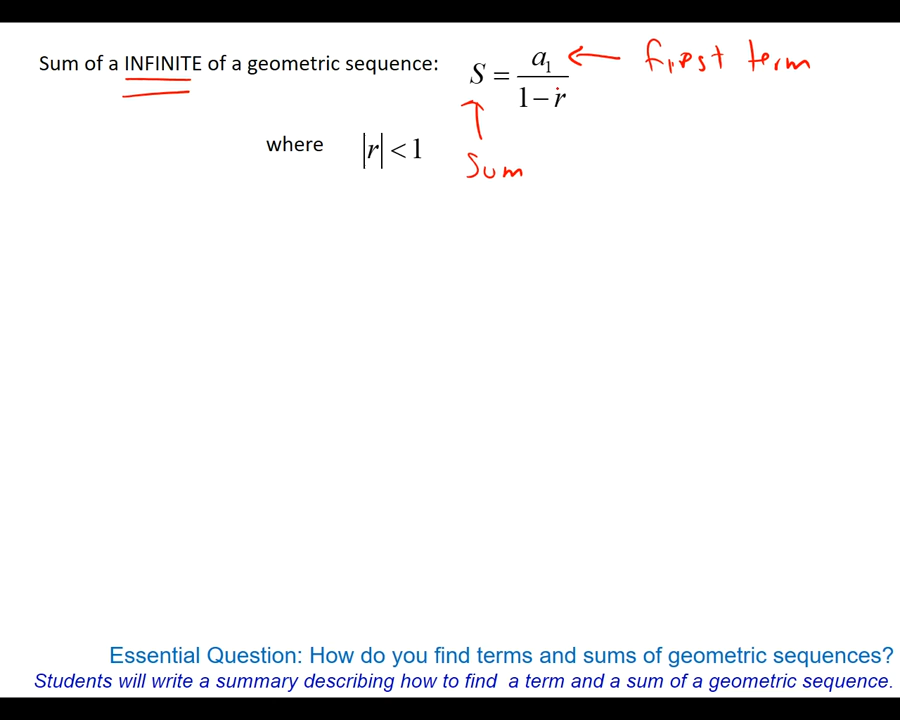 Sum of a INFINITE of a geometric sequence: S = a₁ / (1 − r) ← first term
where |r| < 1
Sum
Essential Question: How do you find terms and sums of geometric sequences?
Students will write a summary describing how to find a term and a sum of a geometric sequence.